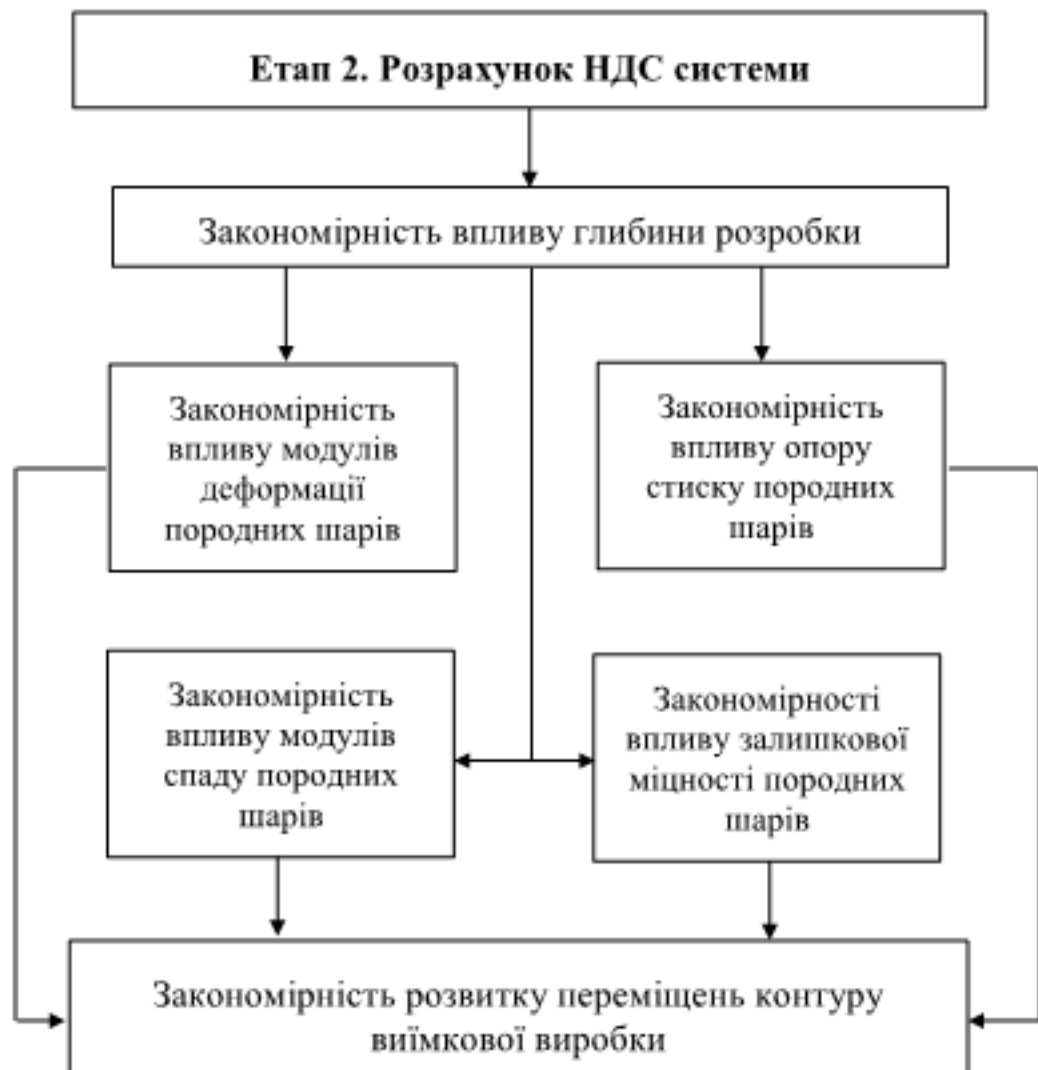 Етап 2. Розрахунок НДС системи
Закономірність впливу глибини розробки
Закономірність
впливу модулів
деформації
породних шарів
Закономірність
впливу опору
стиску породних
шарів
Закономірність
впливу модулів
спаду породних
шарів
Закономірності
впливу залишкової
міцності породних
шарів
Закономірність розвитку переміщень контуру
виїмкової виробки